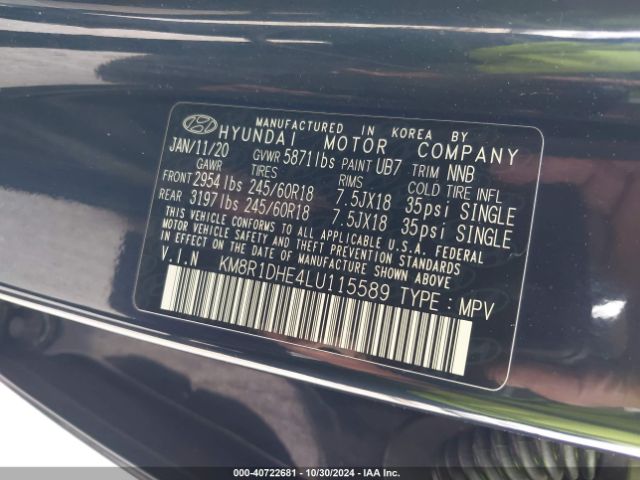 MANUFACTURED IN KOREA BY
HYUNDAI MOTOR COMPANY
JAN/11/20 GVWR 5871lbs PAINT UB7 TRIM NNB
GAWR TIRES RIMS COLD TIRE INFL
FRONT 2954lbs 245/60R18 7.5JX18 35psi SINGLE
REAR 3197lbs 245/60R18 7.5JX18 35psi SINGLE
THIS VEHICLE CONFORMS TO ALL APPLICABLE U.S.A. FEDERAL
MOTOR VEHICLE SAFETY AND THEFT PREVENTION STANDARDS
IN EFFECT ON THE DATE OF MANUFACTURE SHOWN ABOVE.
V.I.N KM8R1DHE4LU115589 TYPE : MPV
000-40722681 - 10/30/2024 - IAA Inc.